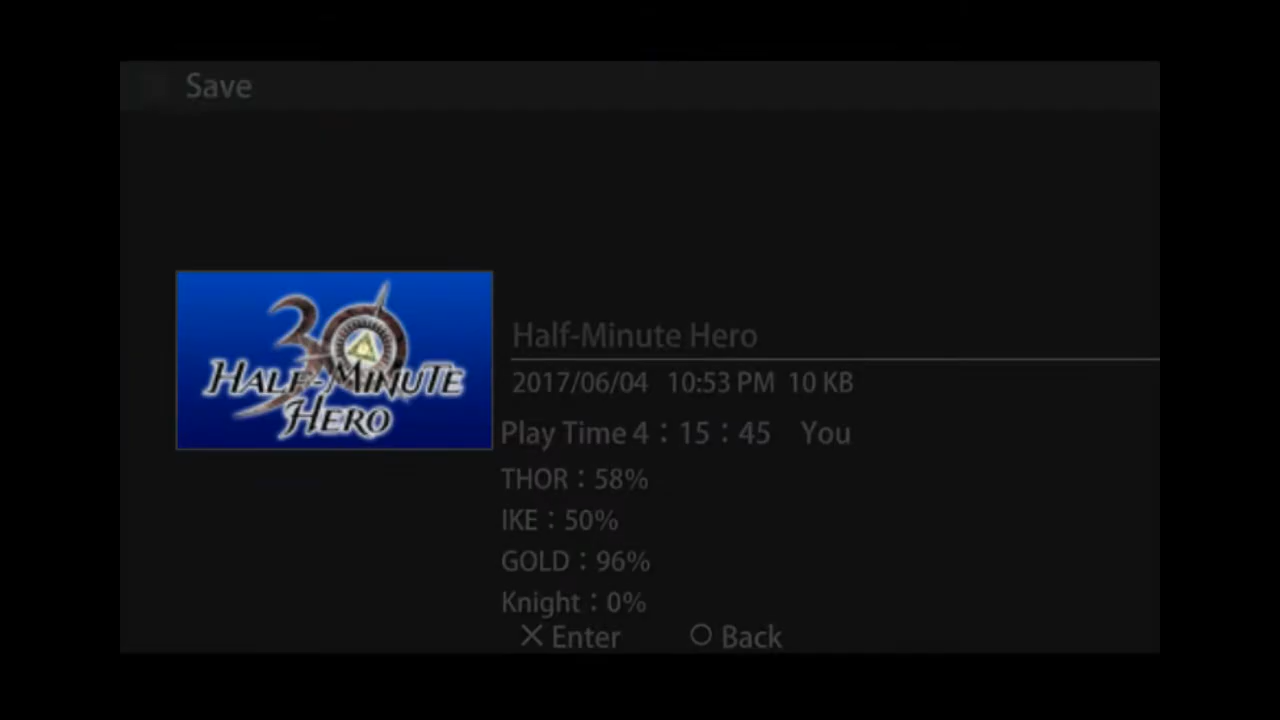 Save
30
HALF-MINUTE
HERO
Half-Minute Hero
2017/06/04 10:53 PM 10 KB
Play Time 4：15：45 You
THOR：58%
IKE：50%
GOLD：96%
Knight：0%
Enter Back